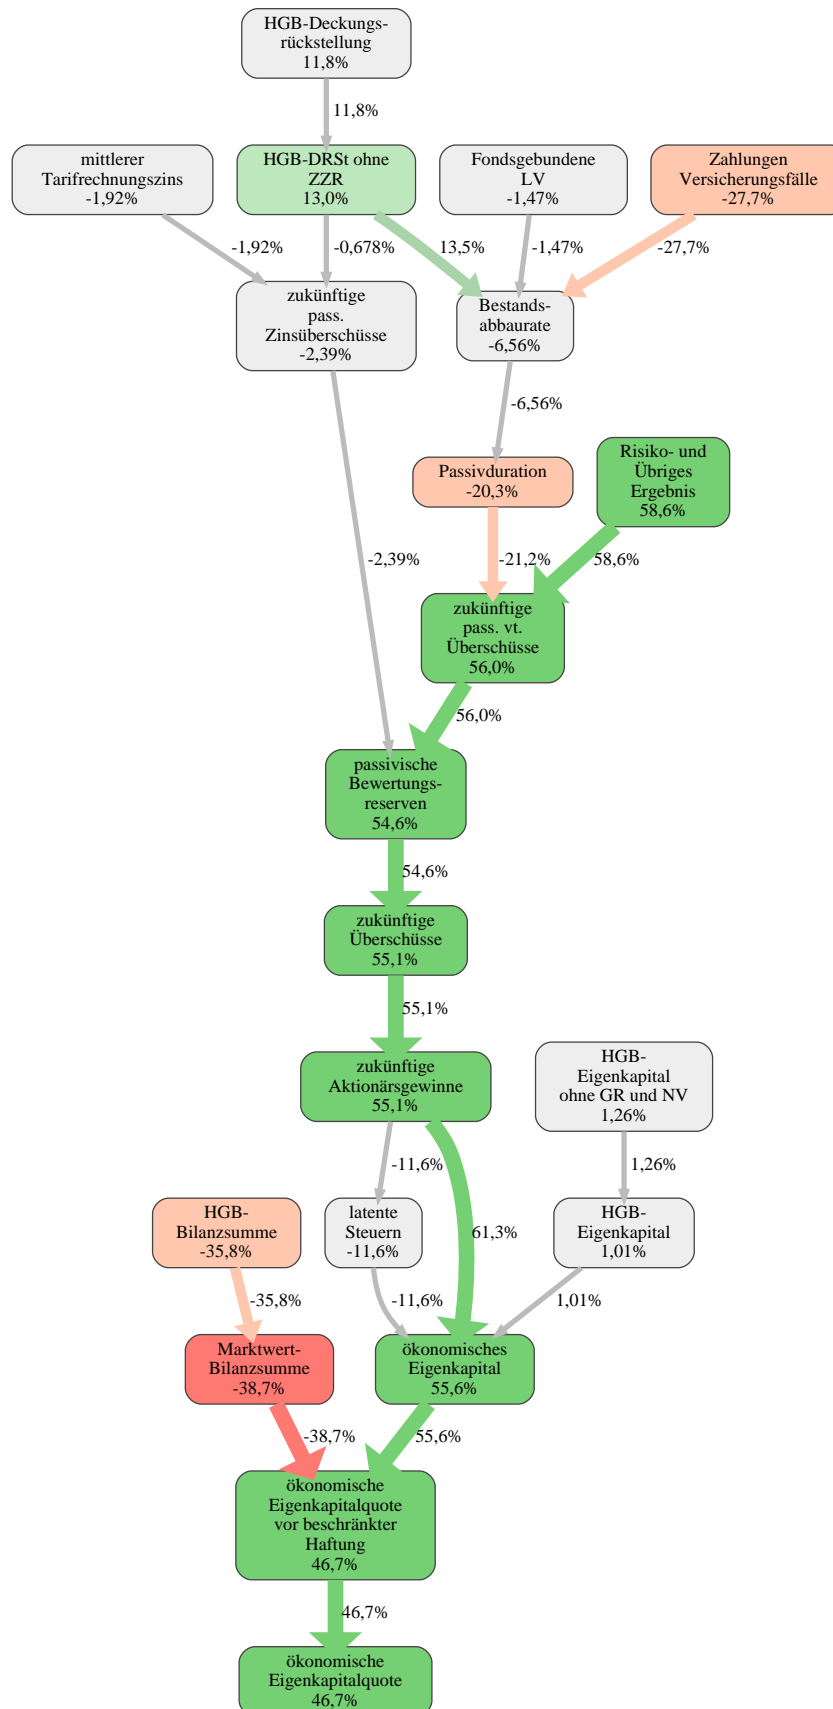 HGB-Deckungs-
rückstellung
11,8%
11,8%
mittlerer
Tarifrechnungszins
-1,92%
HGB-DRSt ohne
ZZR
13,0%
Fondsgebundene
LV
-1,47%
Zahlungen
Versicherungsfälle
-27,7%
-1,92%
-0,678%
13,5%
-1,47%
-27,7%
zukünftige
pass.
Zinsüberschüsse
-2,39%
Bestands-
abbaurate
-6,56%
-6,56%
Passivduration
-20,3%
Risiko- und
Übriges
Ergebnis
58,6%
-2,39%
-21,2%
58,6%
zukünftige
pass. vt.
Überschüsse
56,0%
56,0%
passivische
Bewertungs-
reserven
54,6%
54,6%
zukünftige
Überschüsse
55,1%
55,1%
zukünftige
Aktionärsgewinne
55,1%
HGB-
Eigenkapital
ohne GR und NV
1,26%
-11,6%
61,3%
1,26%
HGB-
Bilanzsumme
-35,8%
latente
Steuern
-11,6%
HGB-
Eigenkapital
1,01%
-35,8%
-11,6%
1,01%
Marktwert-
Bilanzsumme
-38,7%
ökonomisches
Eigenkapital
55,6%
-38,7%
55,6%
ökonomische
Eigenkapitalquote
vor beschränkter
Haftung
46,7%
46,7%
ökonomische
Eigenkapitalquote
46,7%